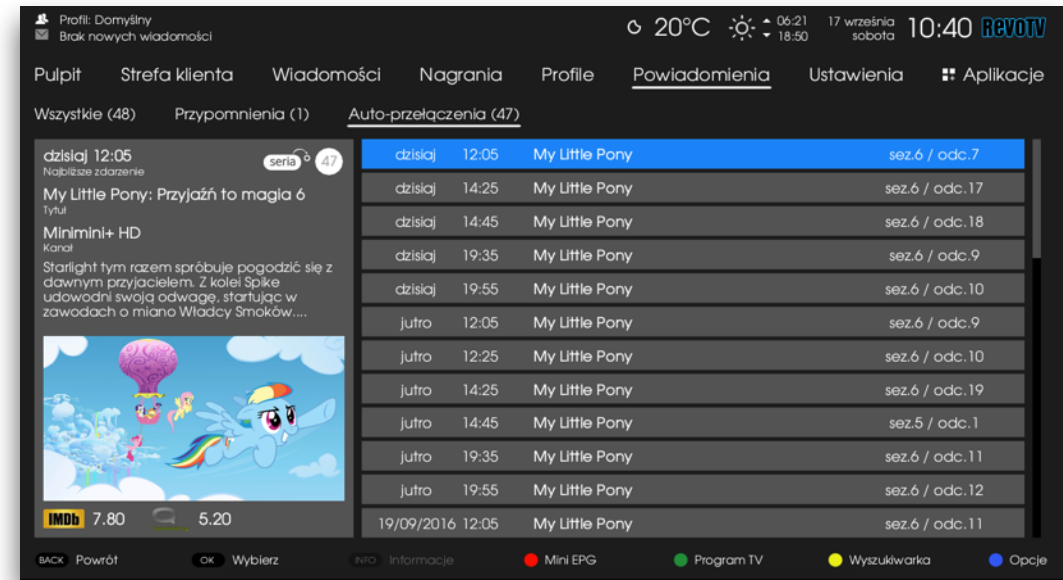 Profil: Domyślny
Brak nowych wiadomości
20°C 06:21 18:50 17 września sobota 10:40 RevoTV
Pulpit Strefa klienta Wiadomości Nagrania Profile Powiadomienia Ustawienia Aplikacje
Wszystkie (48) Przypomnienia (1) Auto-przełączenia (47)
dzisiaj 12:05 seria 47
Najbliższe zdarzenie
My Little Pony: Przyjaźń to magia 6
Tytuł
Minimini+ HD
Kanał
Starlight tym razem spróbuje pogodzić się z
dawnym przyjacielem. Z kolei Spike
udowodni swoją odwagę, startując w
zawodach o miano Władcy Smoków....
IMDb 7.80 5.20
dzisiaj 12:05 My Little Pony sez.6 / odc.7
dzisiaj 14:25 My Little Pony sez.6 / odc.17
dzisiaj 14:45 My Little Pony sez.6 / odc.18
dzisiaj 19:35 My Little Pony sez.6 / odc.9
dzisiaj 19:55 My Little Pony sez.6 / odc.10
jutro 12:05 My Little Pony sez.6 / odc.9
jutro 12:25 My Little Pony sez.6 / odc.10
jutro 14:25 My Little Pony sez.6 / odc.19
jutro 14:45 My Little Pony sez.5 / odc.1
jutro 19:35 My Little Pony sez.6 / odc.11
jutro 19:55 My Little Pony sez.6 / odc.12
19/09/2016 12:05 My Little Pony sez.6 / odc.11
BACK Powrót OK Wybierz INFO Informacje Mini EPG Program TV Wyszukiwarka Opcje